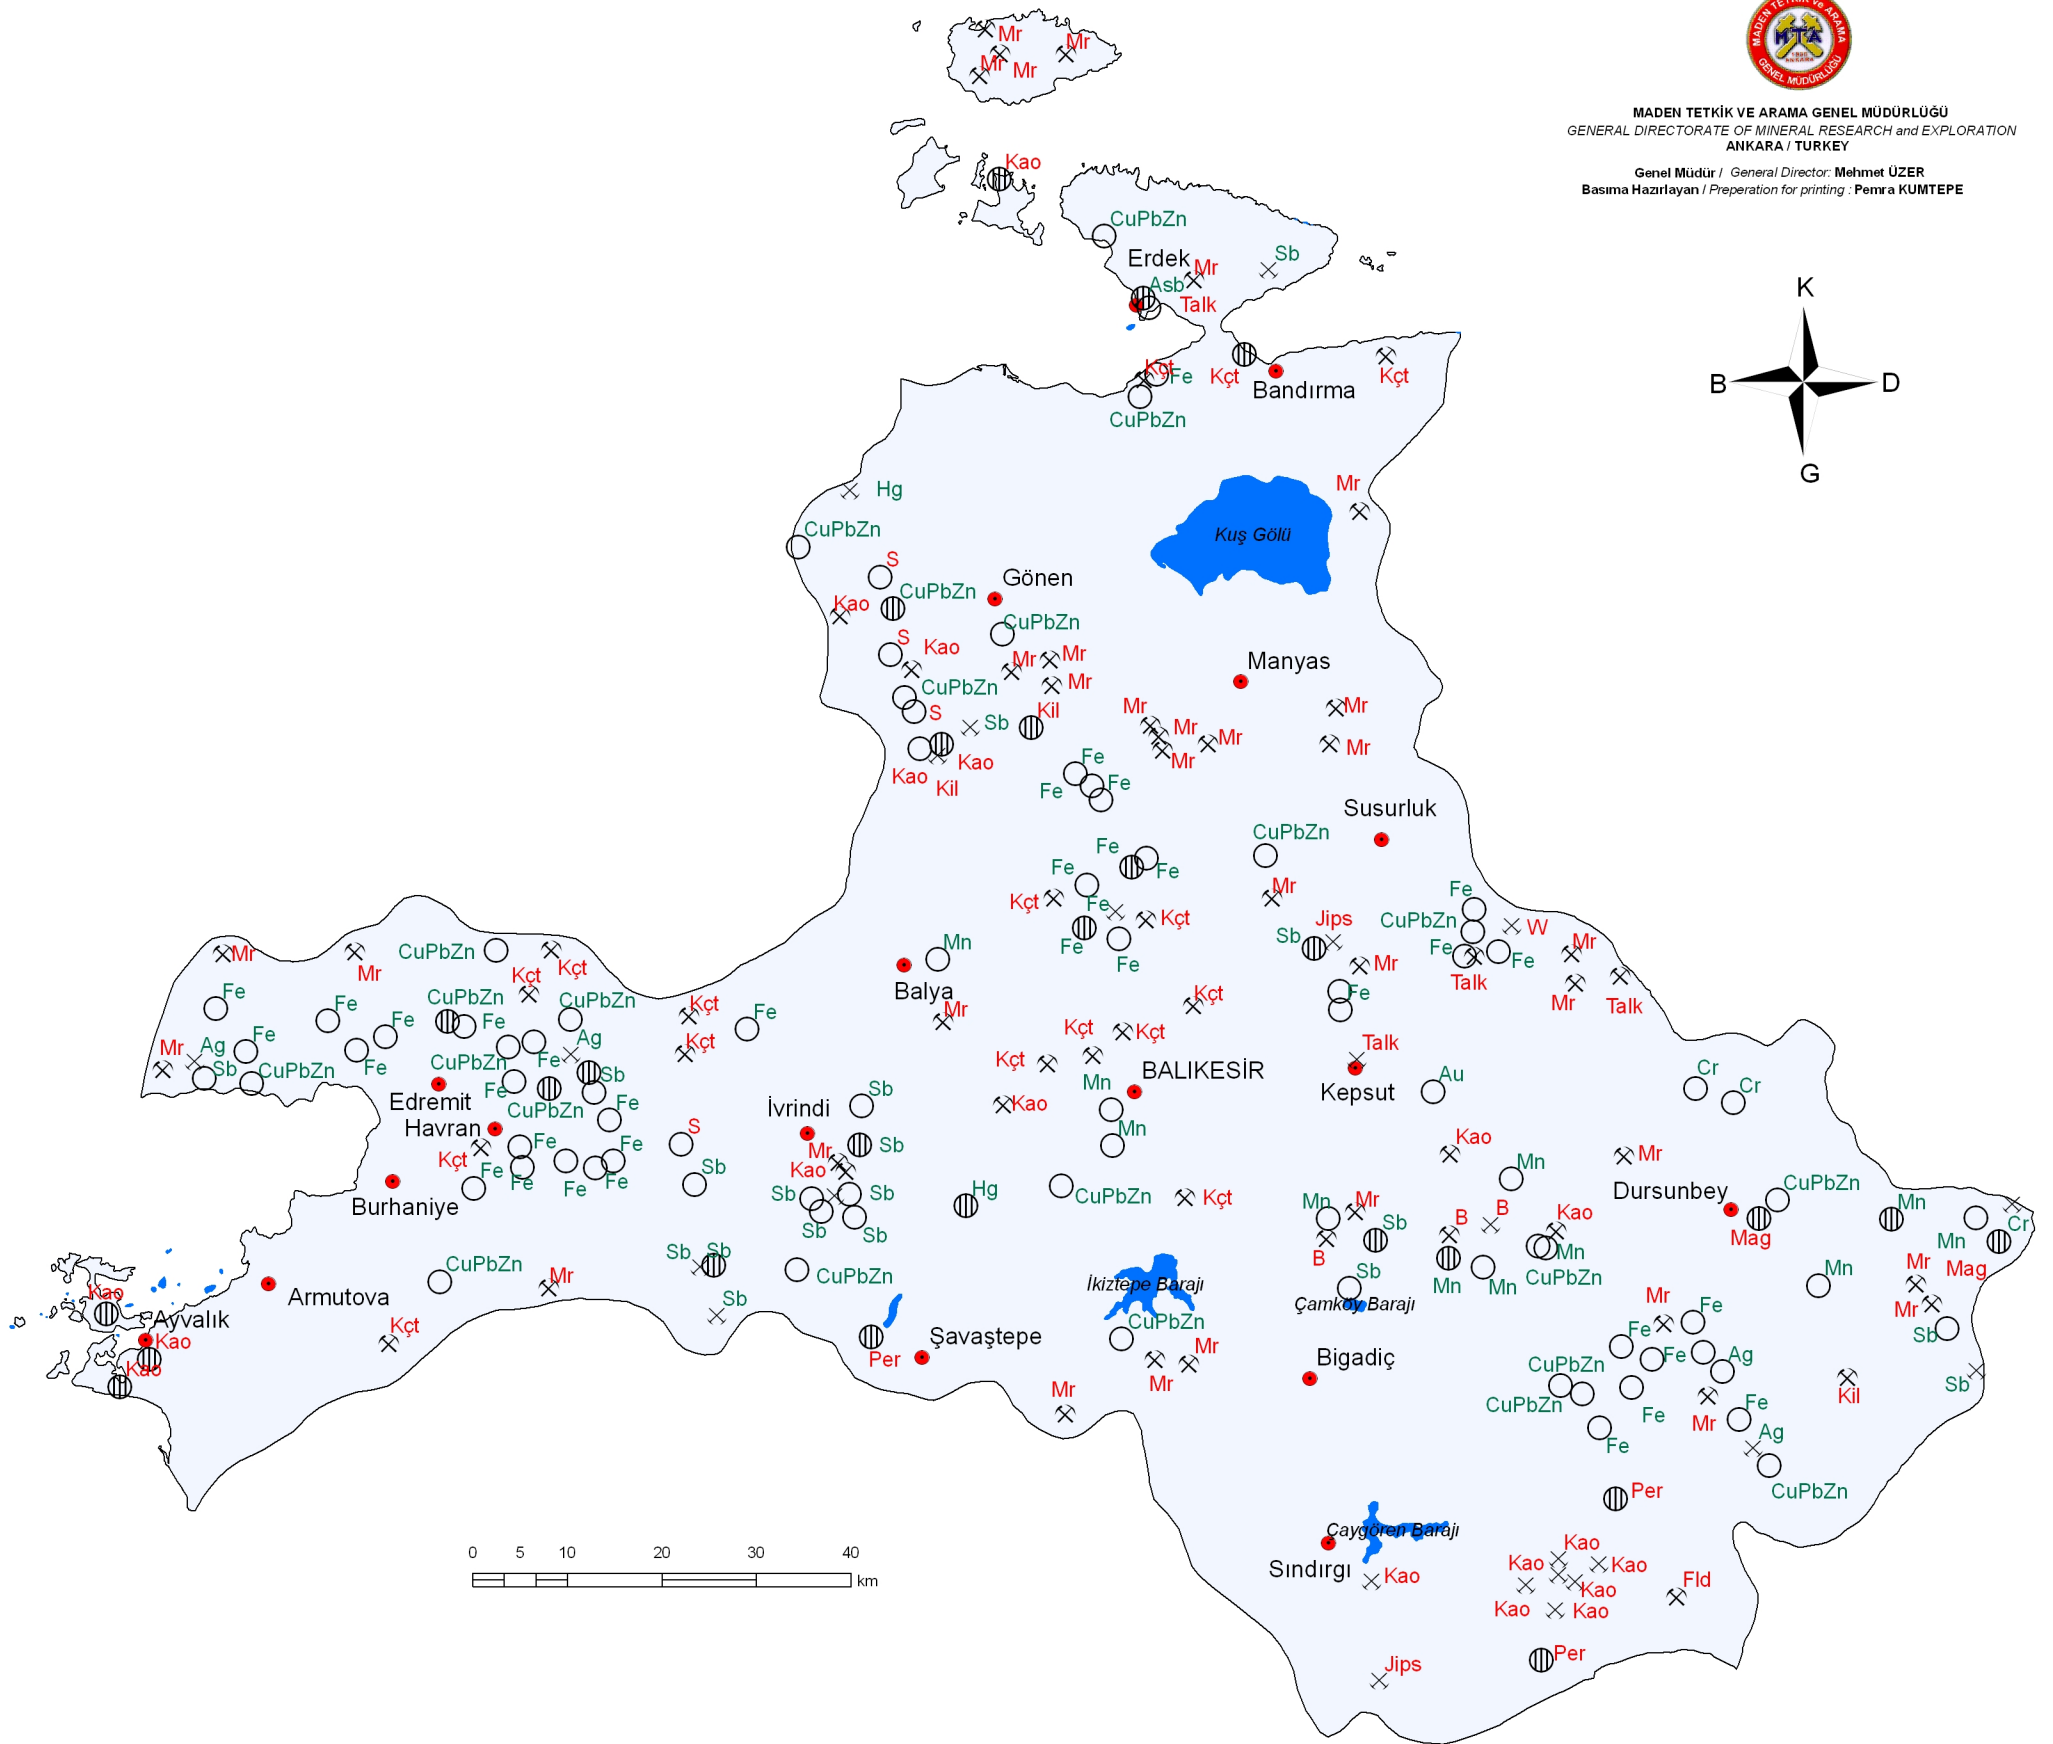 MADEN TETKİK ve ARAMA
MTA
GENEL MÜDÜRLÜĞÜ
MADEN TETKİK VE ARAMA GENEL MÜDÜRLÜĞÜ
GENERAL DIRECTORATE OF MINERAL RESEARCH and EXPLORATION
ANKARA / TURKEY
Genel Müdür / General Director: Mehmet ÜZER
Basıma Hazırlayan / Preperation for printing : Pemra KUMTEPE
K
B
D
G
Mr
Mr
Mr
Mr
Kao
CuPbZn
Erdek
Sb
Mr
Asb
Talk
Kçt
Fe
Kçt
Kçt
Bandırma
CuPbZn
Hg
Mr
CuPbZn
Kuş Gölü
S
Gönen
CuPbZn
Kao
CuPbZn
S
Kao
Mr
Mr
Manyas
CuPbZn
Mr
S
Sb
Kil
Mr
Mr
Mr
Mr
Mr
Mr
Kao
Kao
Kil
Fe
Fe
Fe
Susurluk
CuPbZn
Fe
Fe
Fe
Kçt
Fe
Kçt
Mr
Fe
Jips
CuPbZn
W
Sb
Fe
Fe
Fe
Mr
Fe
Mr
Talk
Mr
Talk
Mn
Balya
Mr
Mr
Mr
CuPbZn
Kçt
Kçt
Fe
Fe
CuPbZn
Fe
CuPbZn
Kçt
Fe
Kçt
Fe
Fe
Mr
Ag
Fe
Fe
CuPbZn
Fe
Ag
Kçt
Kçt
Kçt
Kçt
Talk
Sb
CuPbZn
Fe
Sb
BALIKESİR
Mn
Kepsut
Au
Cr
Cr
Edremit
CuPbZn
Fe
İvrindi
Sb
Kao
Havran
Mn
Kçt
Fe
Fe
S
Mr
Sb
Kao
Mr
Fe
Fe
Fe
Fe
Sb
Kao
Mn
Burhaniye
Sb
Sb
Hg
CuPbZn
Kçt
Mn
Mr
Sb
B
B
Kao
Dursunbey
CuPbZn
Mn
Sb
Sb
B
Mn
Mn
Mn
CuPbZn
Mag
Mn
Cr
Mag
CuPbZn
Sb
Sb
CuPbZn
İkiztepe Barajı
Sb
Mn
Mr
Mr
Kao
Armutova
Mr
Sb
Çamköy Barajı
Mr
Fe
Sb
Ayvalık
Kçt
Kao
Kao
Per
Şavaştepe
CuPbZn
Mr
Mr
Bigadiç
Fe
Fe
CuPbZn
CuPbZn
Ag
Sb
Kil
Mr
Fe
Mr
Fe
Fe
Ag
CuPbZn
Per
Çaygören Barajı
Sındırgı
Kao
Kao
Kao
Kao
Kao
Kao
Kao
Fld
Per
Jips
0 5 10 20 30 40
km